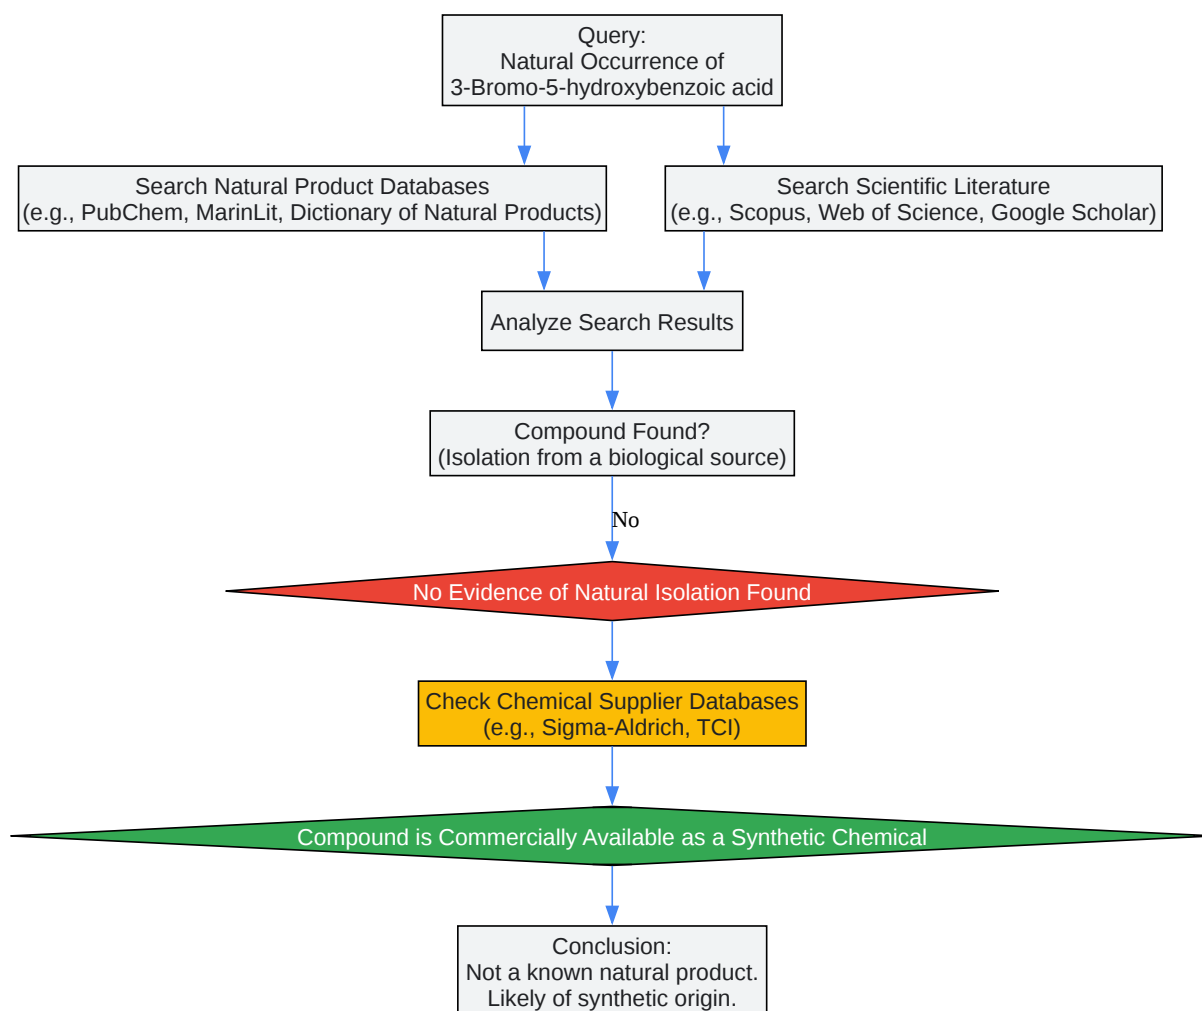 Query:
Natural Occurrence of
3-Bromo-5-hydroxybenzoic acid
Search Natural Product Databases
(e.g., PubChem, MarinLit, Dictionary of Natural Products)
Search Scientific Literature
(e.g., Scopus, Web of Science, Google Scholar)
Analyze Search Results
Compound Found?
(Isolation from a biological source)
No
No Evidence of Natural Isolation Found
Check Chemical Supplier Databases
(e.g., Sigma-Aldrich, TCI)
Compound is Commercially Available as a Synthetic Chemical
Conclusion:
Not a known natural product.
Likely of synthetic origin.